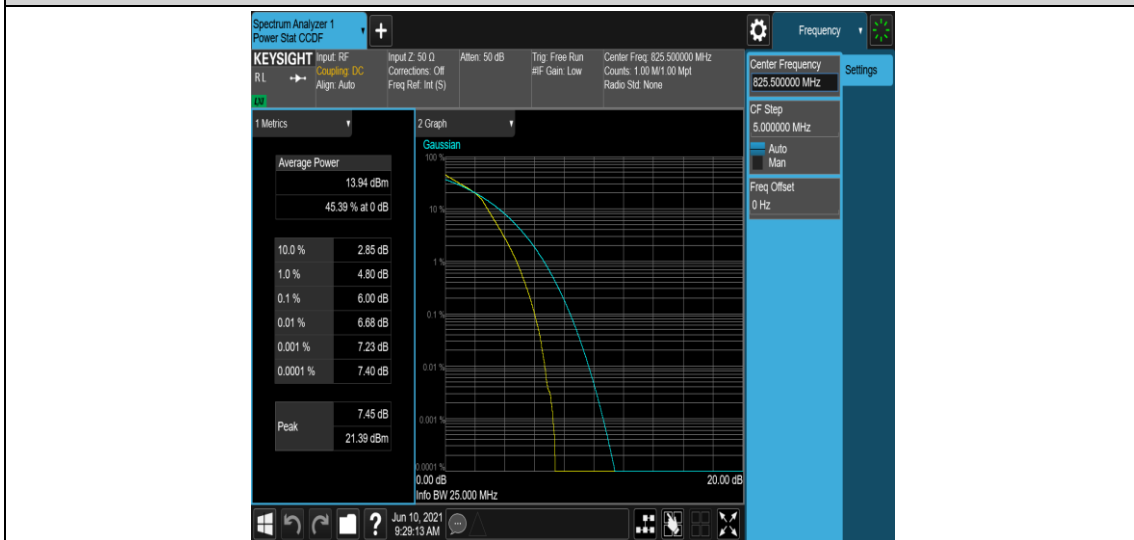 Spectrum Analyzer 1
Power Stat CCDF
+
Frequency
KEYSIGHT
RL
LXI
Input: RF
Coupling: DC
Align: Auto
Input Z: 50 Ω
Corrections: Off
Freq Ref: Int (S)
Atten: 50 dB
Trig: Free Run
#IF Gain: Low
Center Freq: 825.500000 MHz
Counts: 1.00 M/1.00 Mpt
Radio Std: None
Center Frequency
825.500000 MHz
Settings
CF Step
5.000000 MHz
Auto
Man
Freq Offset
0 Hz
1 Metrics
Average Power
13.94 dBm
45.39 % at 0 dB
10.0 % 2.85 dB
1.0 % 4.80 dB
0.1 % 6.00 dB
0.01 % 6.68 dB
0.001 % 7.23 dB
0.0001 % 7.40 dB
Peak
7.45 dB
21.39 dBm
2 Graph
Gaussian
100 %
10 %
1 %
0.1 %
0.01 %
0.001 %
0.0001 %
0.00 dB 20.00 dB
Info BW 25.000 MHz
?
Jun 10, 2021
9:29:13 AM